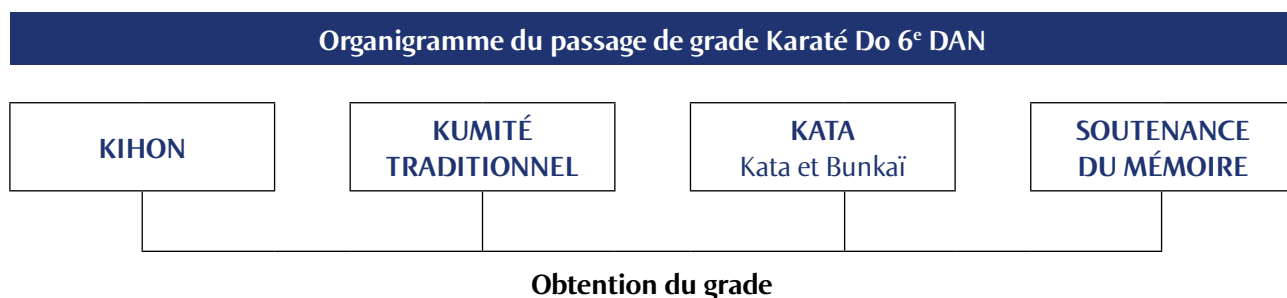 Organigramme du passage de grade Karaté Do 6e DAN
KIHON
KUMITÉ
TRADITIONNEL
KATA
Kata et Bunkaï
SOUTENANCE
DU MÉMOIRE
Obtention du grade